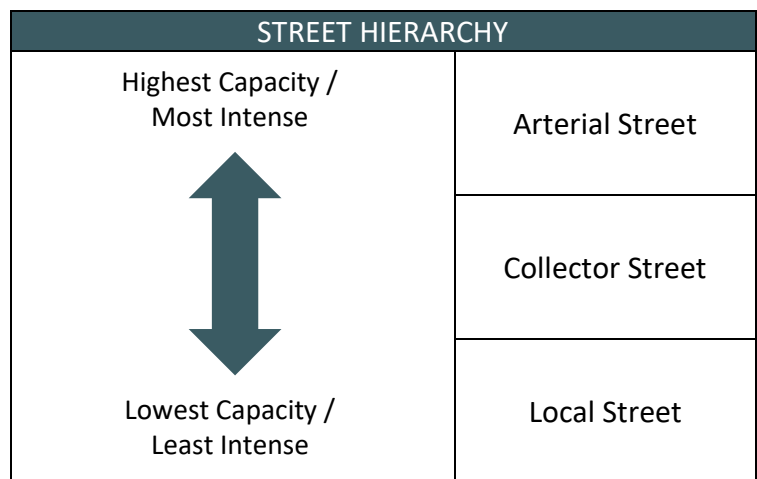 STREET HIERARCHY
Highest Capacity /
Most Intense
Arterial Street
Collector Street
Lowest Capacity /
Least Intense
Local Street